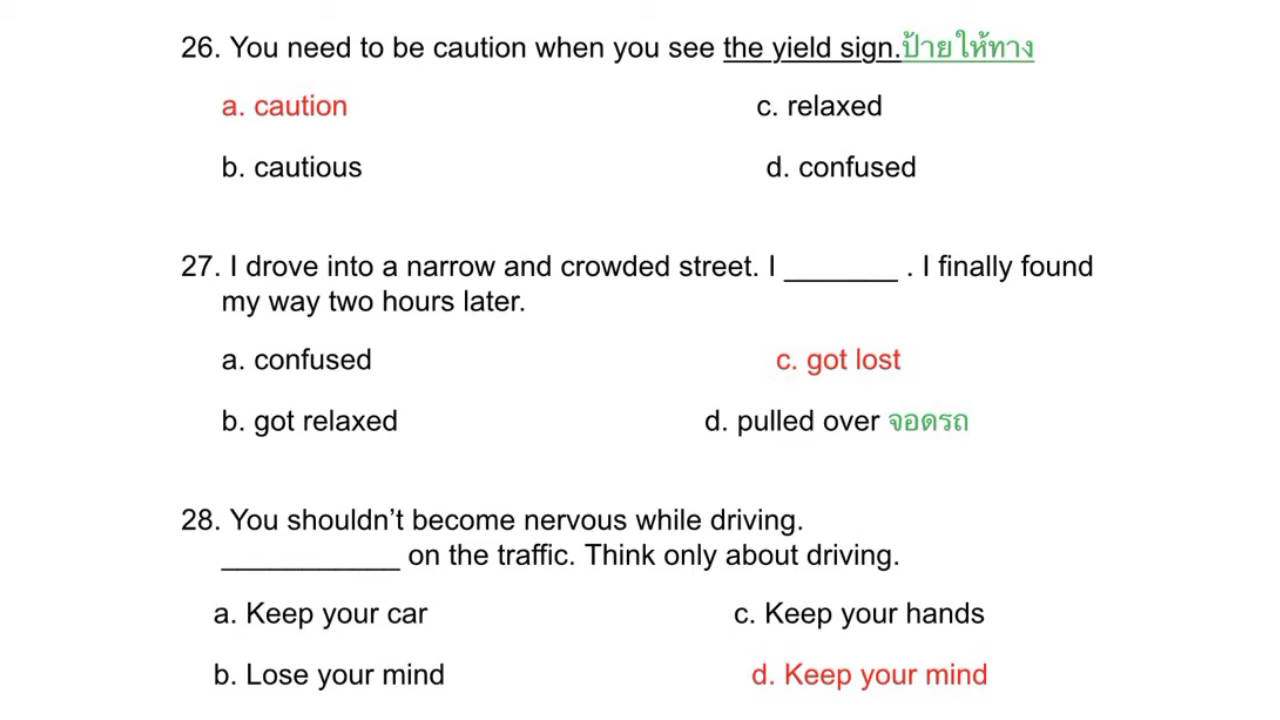 26. You need to be caution when you see the yield sign.ป้ายให้ทาง
a. caution
c. relaxed
b. cautious
d. confused
27. I drove into a narrow and crowded street. I _______ . I finally found
my way two hours later.
a. confused
c. got lost
b. got relaxed
d. pulled over จอดรถ
28. You shouldn’t become nervous while driving.
___________ on the traffic. Think only about driving.
a. Keep your car
c. Keep your hands
b. Lose your mind
d. Keep your mind